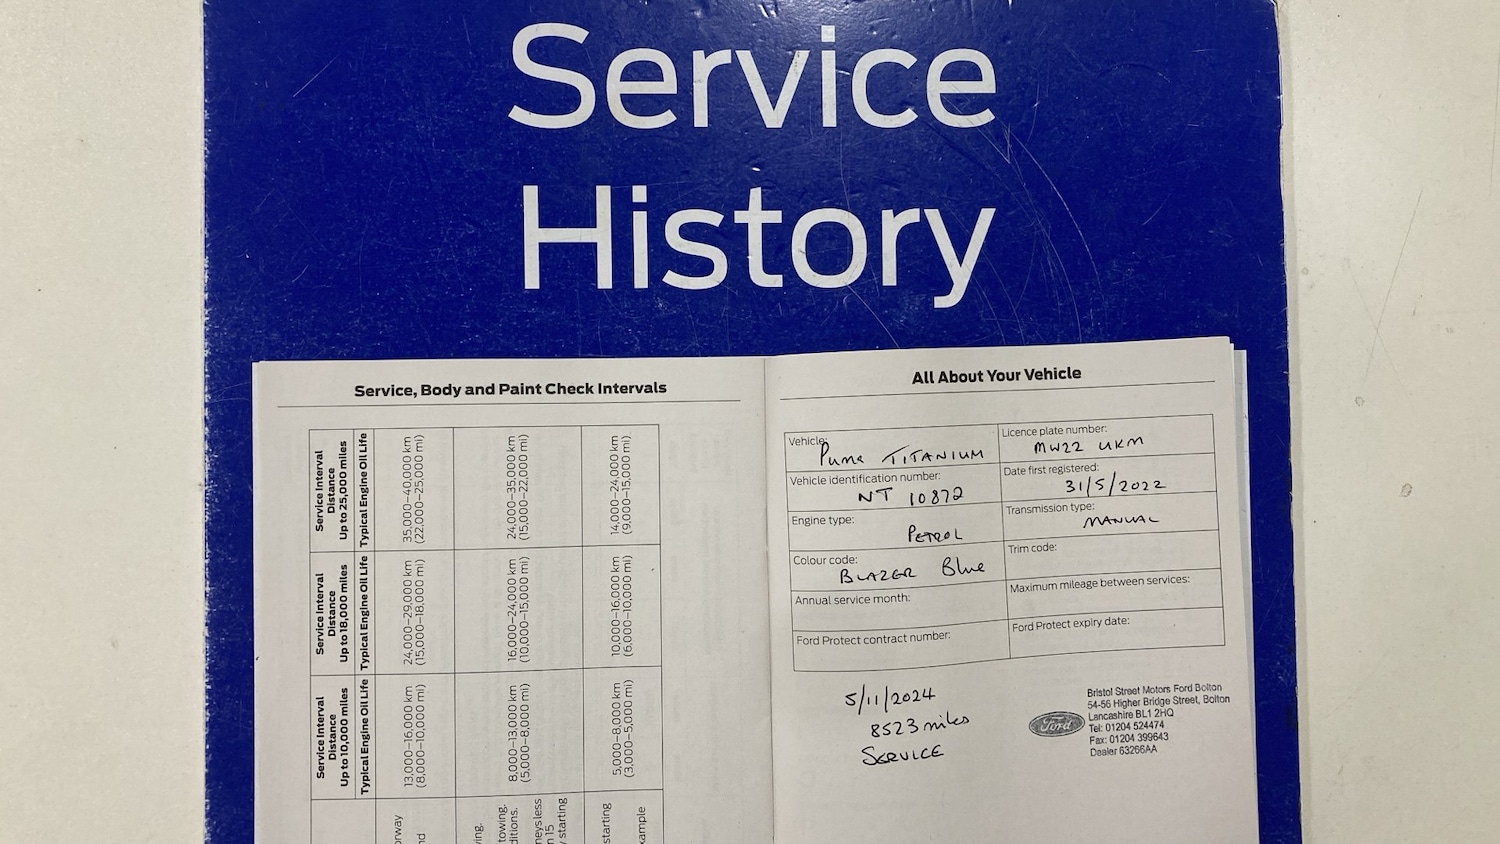 Service
History
Service, Body and Paint Check Intervals
Service Interval
Distance
Up to 25,000 miles
Typical Engine Oil Life
35,000–40,000 km
(22,000–25,000 mi)
24,000–35,000 km
(15,000–22,000 mi)
14,000–24,000 km
(9,000–15,000 mi)
Service Interval
Distance
Up to 18,000 miles
Typical Engine Oil Life
24,000–29,000 km
(15,000–18,000 mi)
16,000–24,000 km
(10,000–15,000 mi)
10,000–16,000 km
(6,000–10,000 mi)
Service Interval
Distance
Up to 10,000 miles
Typical Engine Oil Life
13,000–16,000 km
(8,000–10,000 mi)
8,000–13,000 km
(5,000–8,000 mi)
5,000–8,000 km
(3,000–5,000 mi)
towing.
starting
starting
All About Your Vehicle
Vehicle: Puma TITANIUM
Licence plate number: MW22 UKM
Vehicle identification number: NT 10872
Date first registered: 31/5/2022
Engine type: PETROL
Transmission type: MANUAL
Colour code: BLAZER Blue
Trim code:
Annual service month:
Maximum mileage between services:
Ford Protect contract number:
Ford Protect expiry date:
5/11/2024
8523 miles
SERVICE
Ford
Bristol Street Motors Ford Bolton
54-56 Higher Bridge Street, Bolton
Lancashire BL1 2HQ
Tel: 01204 524474
Fax: 01204 399643
Dealer 63266AA